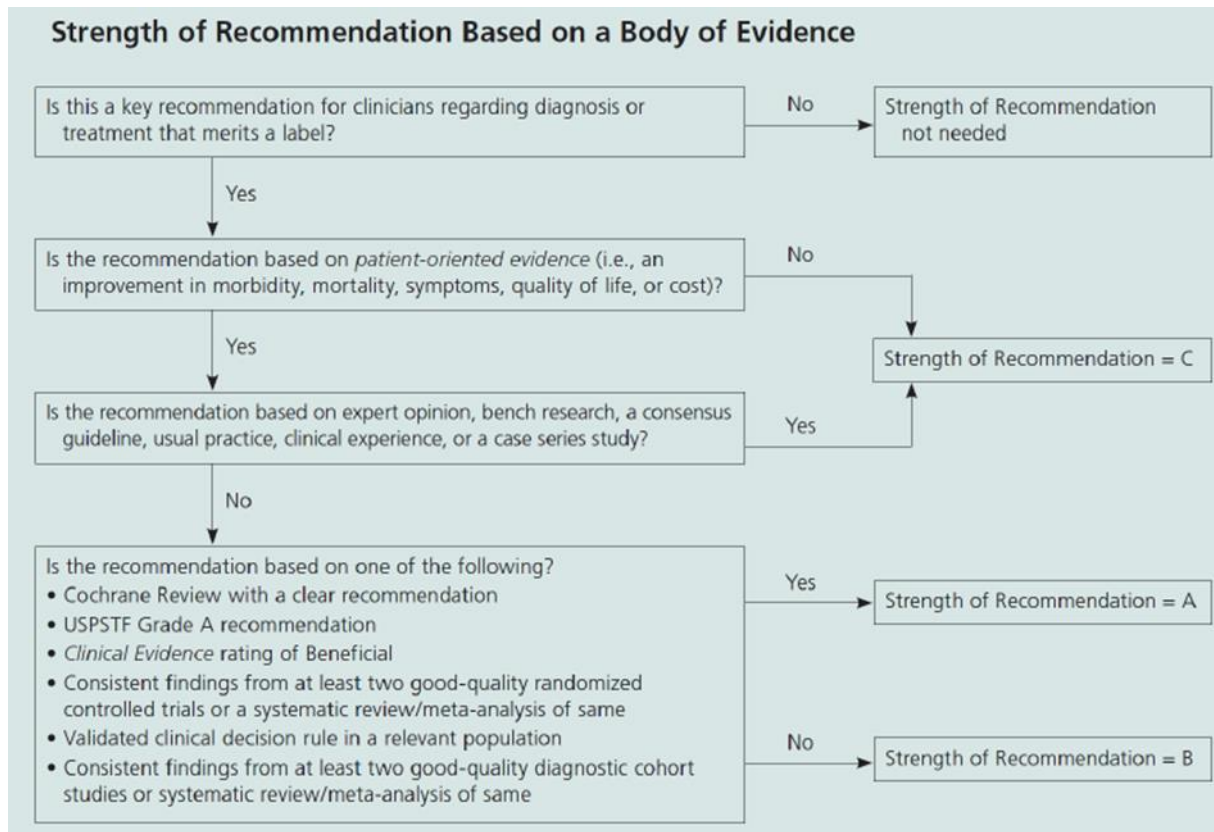 Strength of Recommendation Based on a Body of Evidence
Is this a key recommendation for clinicians regarding diagnosis or
treatment that merits a label?
No
Strength of Recommendation
not needed
Yes
Is the recommendation based on patient-oriented evidence (i.e., an
improvement in morbidity, mortality, symptoms, quality of life, or cost)?
No
Yes
Strength of Recommendation = C
Is the recommendation based on expert opinion, bench research, a consensus
guideline, usual practice, clinical experience, or a case series study?
Yes
No
Is the recommendation based on one of the following?
• Cochrane Review with a clear recommendation
• USPSTF Grade A recommendation
• Clinical Evidence rating of Beneficial
• Consistent findings from at least two good-quality randomized
controlled trials or a systematic review/meta-analysis of same
• Validated clinical decision rule in a relevant population
• Consistent findings from at least two good-quality diagnostic cohort
studies or systematic review/meta-analysis of same
Yes
Strength of Recommendation = A
No
Strength of Recommendation = B